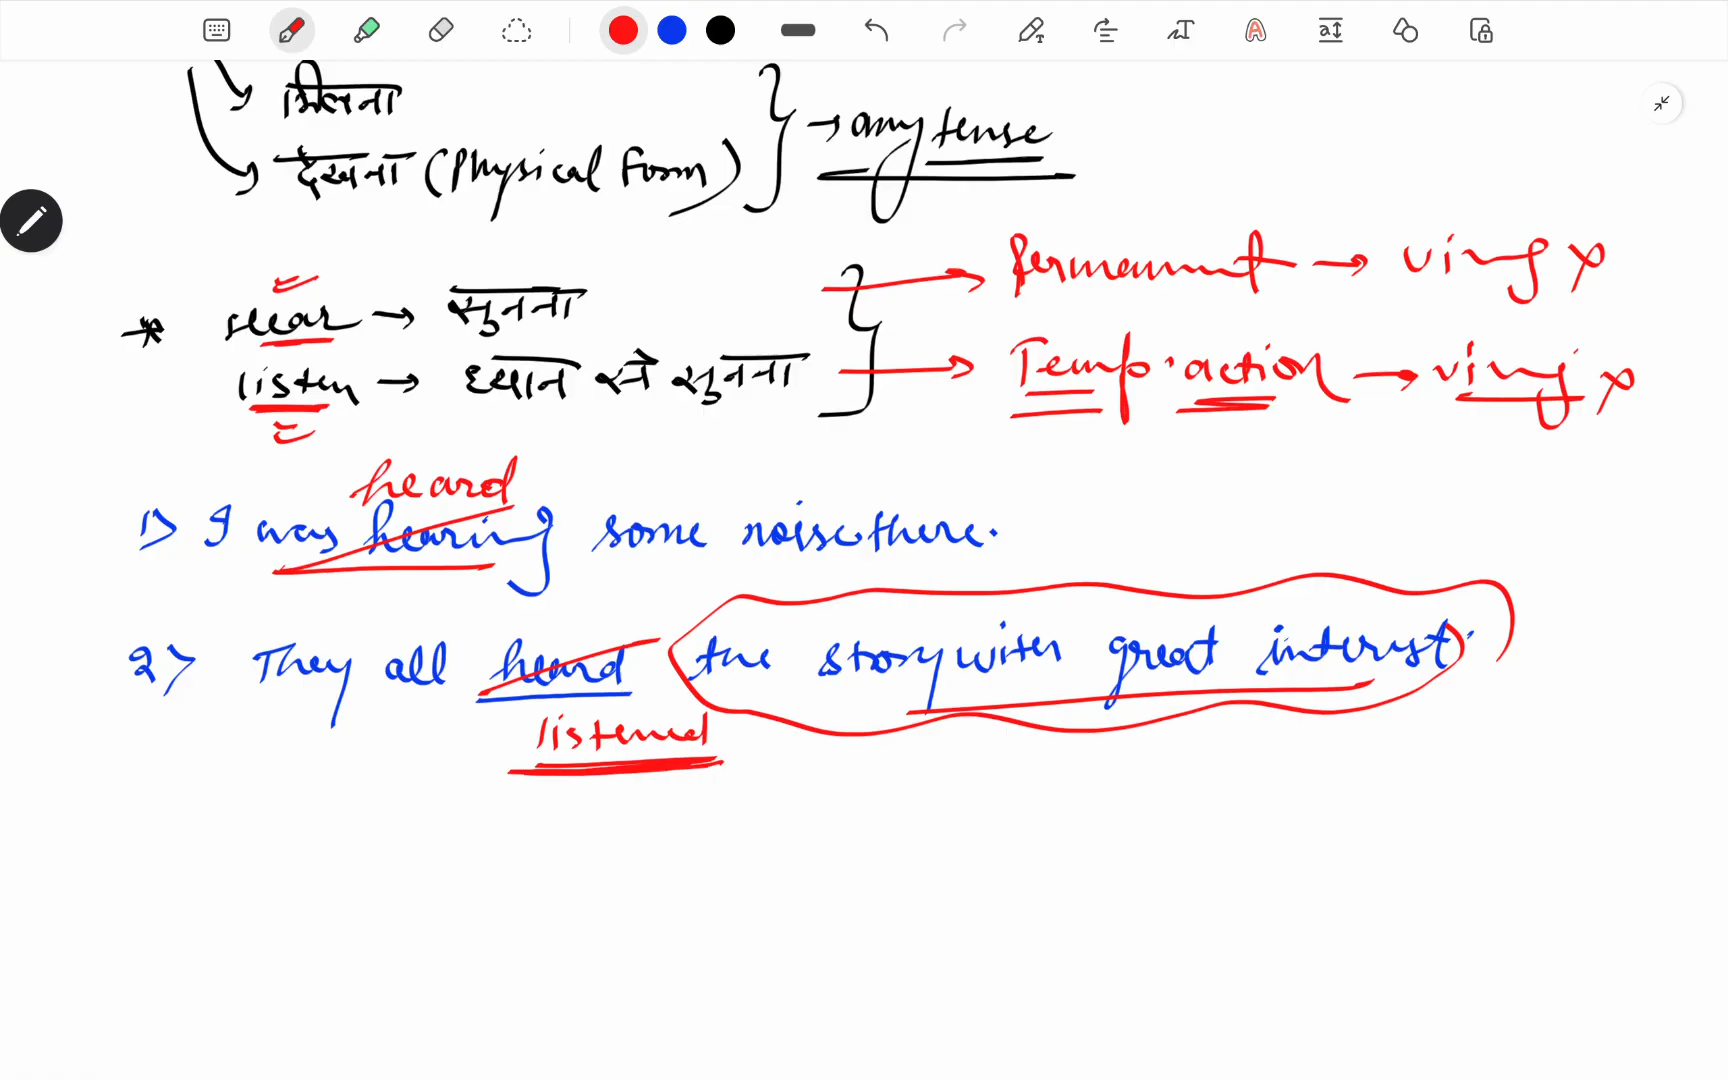 मिलना
देखना (Physical Form) } → any tense
* Hear → सुनना
listen → ध्यान से सुनना
Permanent → Ving ×
Temp. action → Ving ×
heard
1) I was hearing some noise there.
2) They all heard the story with great interest.
listened